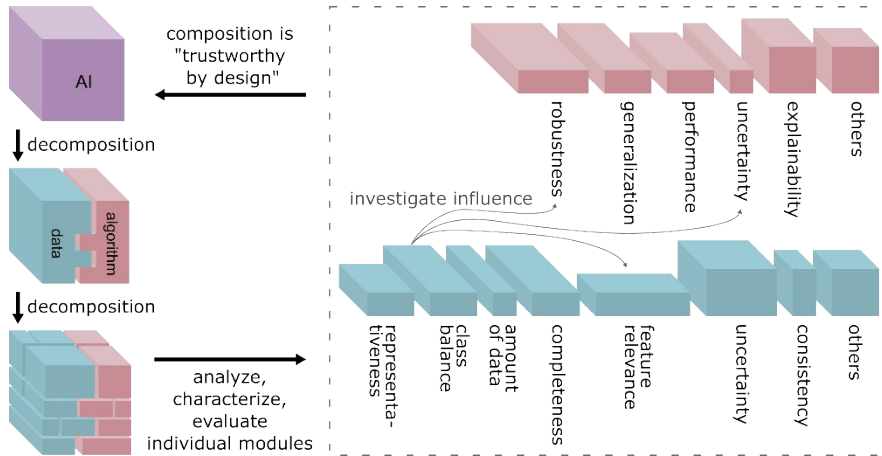 composition is
"trustworthy
by design"
AI
decomposition
data
algorithm
decomposition
analyze,
characterize,
evaluate
individual modules
robustness
generalization
performance
uncertainty
explainability
others
investigate influence
representa-
tiveness
class
balance
amount
of data
completeness
feature
relevance
uncertainty
consistency
others